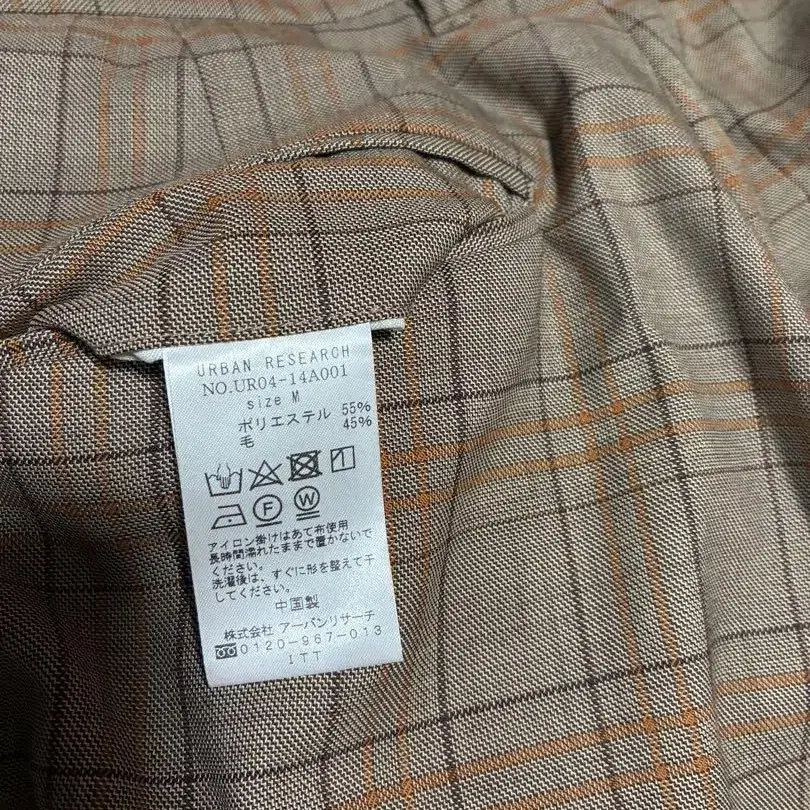 URBAN RESEARCH
NO.UR04-14A001
size M
ポリエステル 55%
毛 45%
F W
アイロン掛けはあて布使用
長時間濡れたままで置かないで
ください。
洗濯後は、すぐに形を整えて干
してください。
中国製
株式会社 アーバンリサーチ
0120-967-013
ITT